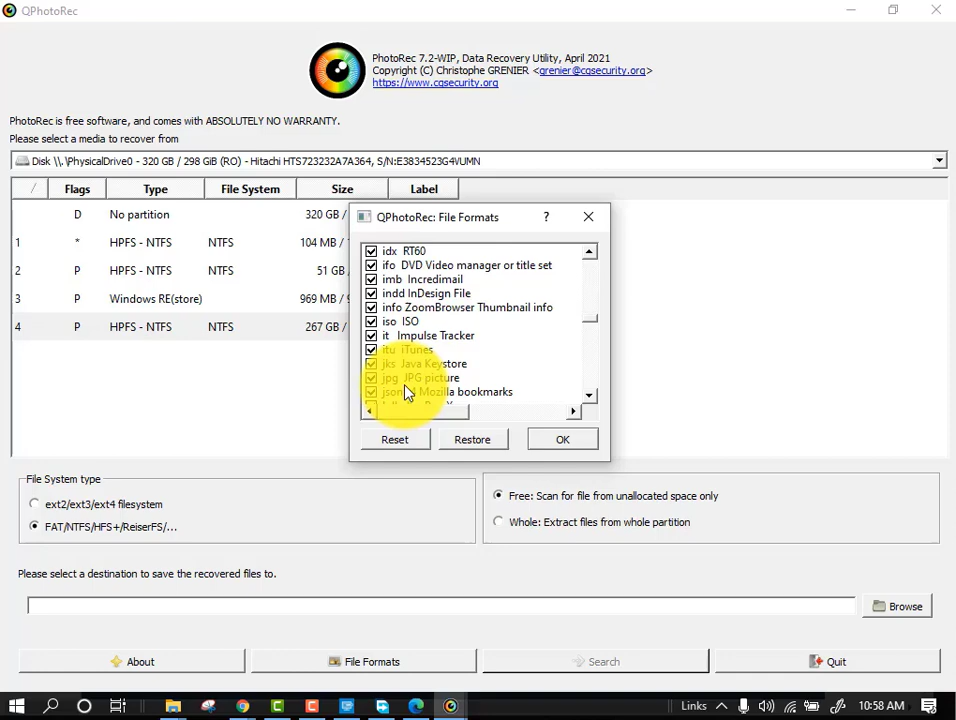 QPhotoRec
PhotoRec 7.2-WIP, Data Recovery Utility, April 2021
Copyright (C) Christophe GRENIER <grenier@cgsecurity.org>
https://www.cgsecurity.org
PhotoRec is free software, and comes with ABSOLUTELY NO WARRANTY.
Please select a media to recover from
Disk \\.\PhysicalDrive0 - 320 GB / 298 GiB (RO) - Hitachi HTS723232A7A364, S/N:E3834523G4VUMN
/ Flags Type File System Size Label
D No partition 320 GB /
1 * HPFS - NTFS NTFS 104 MB /
2 P HPFS - NTFS NTFS 51 GB
3 P Windows RE(store) 969 MB /
4 P HPFS - NTFS NTFS 267 GB /
QPhotoRec: File Formats ?
idx RT60
ifo DVD Video manager or title set
imb Incredimail
indd InDesign File
info ZoomBrowser Thumbnail info
iso ISO
it Impulse Tracker
itu iTunes
jks Java Keystore
jpg JPG picture
Mozilla bookmarks
Reset Restore OK
File System type
ext2/ext3/ext4 filesystem
FAT/NTFS/HFS+/ReiserFS/...
Free: Scan for file from unallocated space only
Whole: Extract files from whole partition
Please select a destination to save the recovered files to.
Browse
About File Formats Search Quit
Links 10:58 AM